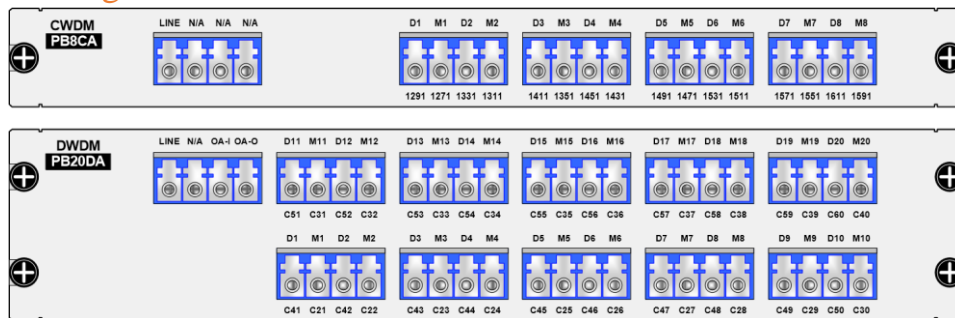 CWDM
PB8CA
LINE N/A N/A N/A
D1 M1 D2 M2
D3 M3 D4 M4
D5 M5 D6 M6
D7 M7 D8 M8
1291 1271 1331 1311
1411 1351 1451 1431
1491 1471 1531 1511
1571 1551 1611 1591
DWDM
PB20DA
LINE N/A OA-I OA-O
D11 M11 D12 M12
D13 M13 D14 M14
D15 M15 D16 M16
D17 M17 D18 M18
D19 M19 D20 M20
C51 C31 C52 C32
C53 C33 C54 C34
C55 C35 C56 C36
C57 C37 C58 C38
C59 C39 C60 C40
D1 M1 D2 M2
D3 M3 D4 M4
D5 M5 D6 M6
D7 M7 D8 M8
D9 M9 D10 M10
C41 C21 C42 C22
C43 C23 C44 C24
C45 C25 C46 C26
C47 C27 C48 C28
C49 C29 C50 C30